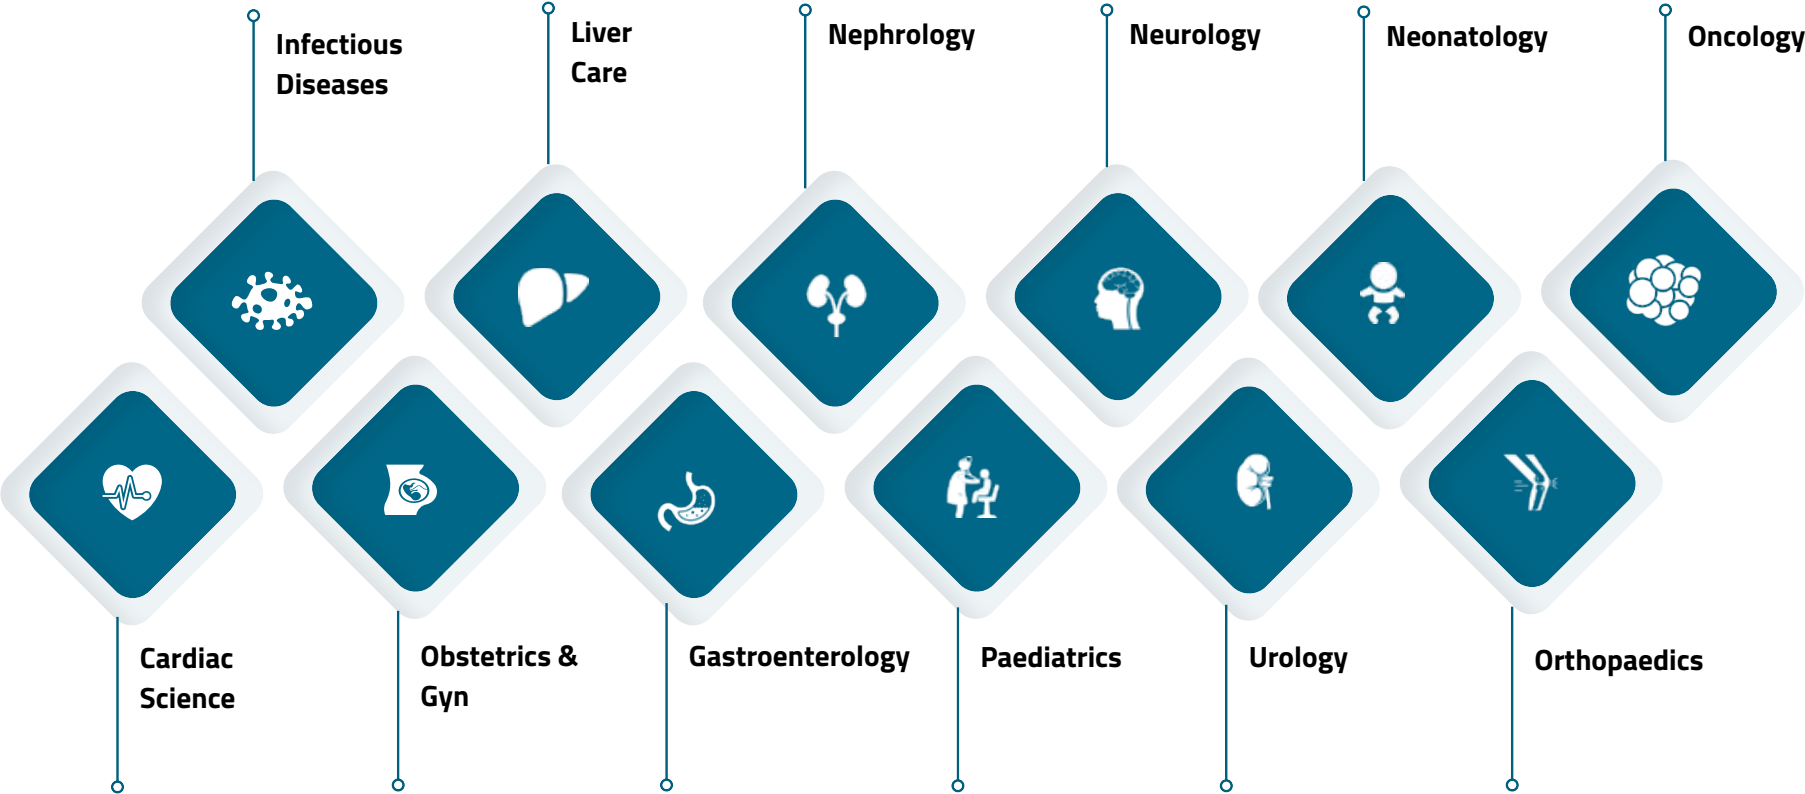 Infectious
Diseases
Liver
Care
Nephrology
Neurology
Neonatology
Oncology
Cardiac
Science
Obstetrics &
Gyn
Gastroenterology
Paediatrics
Urology
Orthopaedics